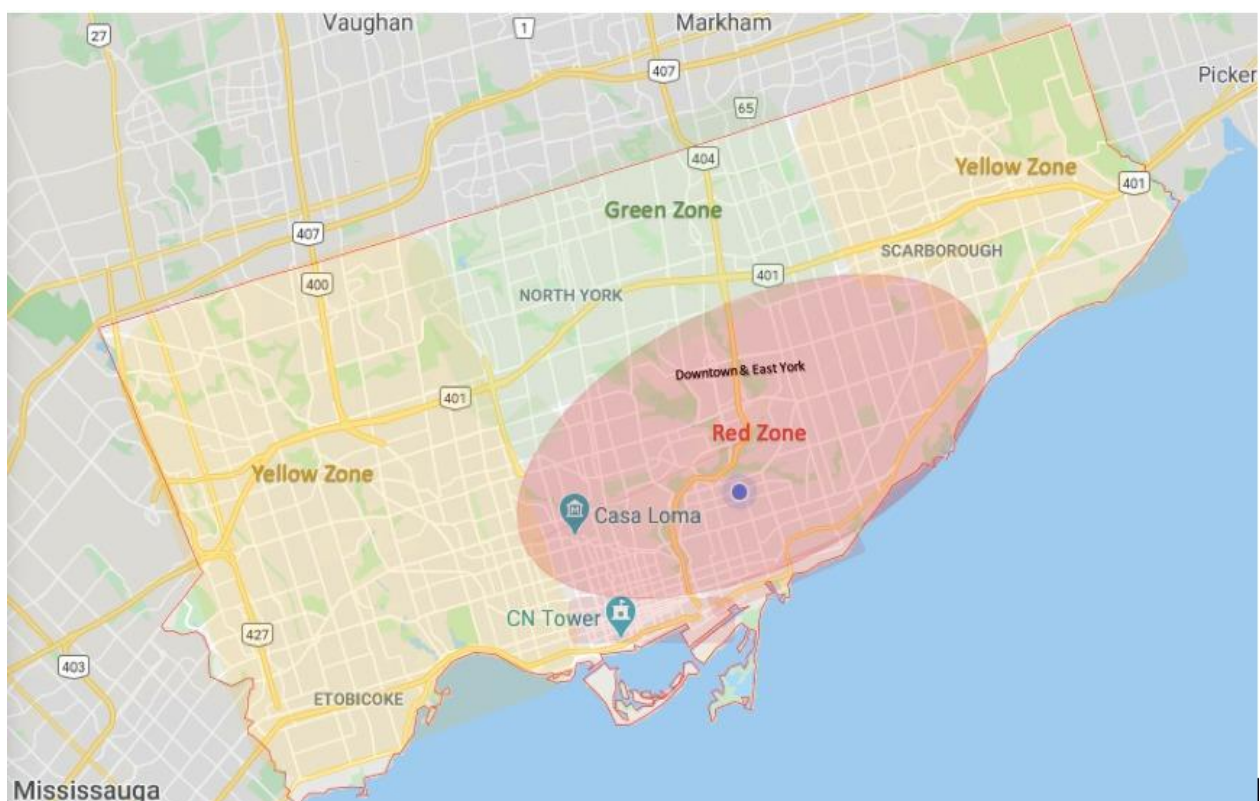 Vaughan
1
Markham
27
407
Picker
65
404
Yellow Zone
401
Green Zone
407
SCARBOROUGH
400
401
NORTH YORK
Downtown & East York
401
Red Zone
Yellow Zone
Casa Loma
CN Tower
427
403
ETOBICOKE
Mississauga